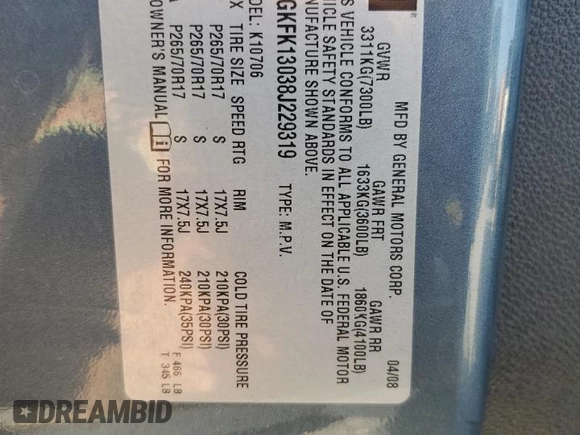 MFD BY GENERAL MOTORS CORP. 04/08
GVWR GAWR FRT GAWR RR
3311KG(7300LB) 1633KG(3600LB) 1860KG(4100LB)
S VEHICLE CONFORMS TO ALL APPLICABLE U.S. FEDERAL MOTOR
ICLE SAFETY STANDARDS IN EFFECT ON THE DATE OF
NUFACTURE SHOWN ABOVE.
GKFK13038J229319 TYPE: M.P.V.
DEL: K10706
X TIRE SIZE SPEED RTG RIM COLD TIRE PRESSURE
P265/70R17 S 17X7.5J 210KPA(30PSI)
P265/70R17 S 17X7.5J 210KPA(30PSI)
A P265/70R17 S 17X7.5J 240KPA(35PSI)
OWNER'S MANUAL i FOR MORE INFORMATION.
F 466 LB
T 345 LB
DREAMBID